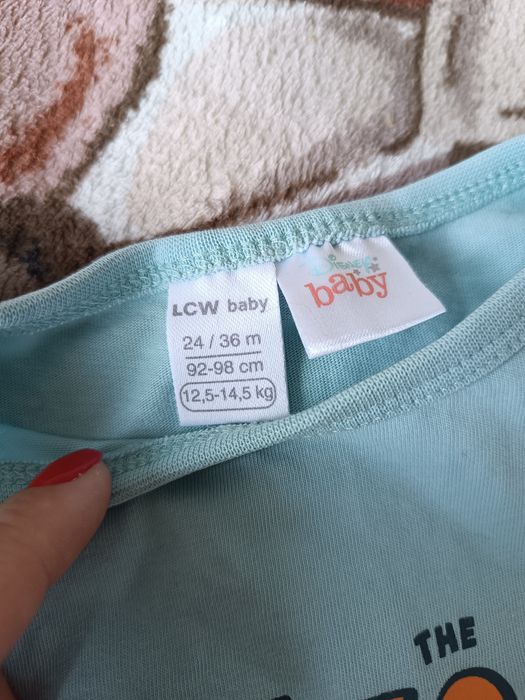 LCW baby
24 / 36 m
92-98 cm
12,5-14,5 kg
baby
THE